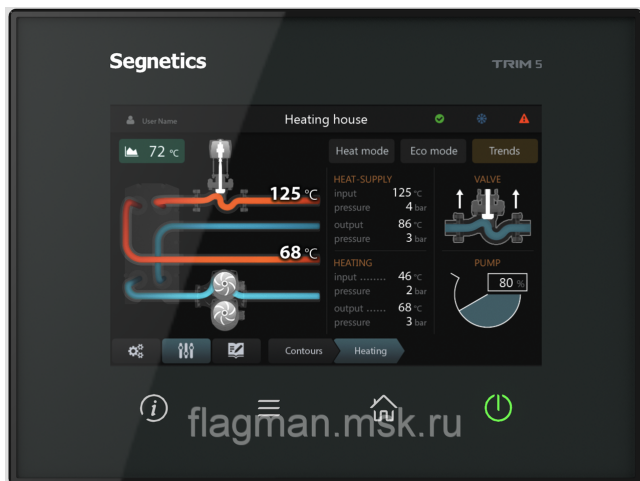 Segnetics
TRIM 5
User Name
Heating house
72 °C
Heat mode
Eco mode
Trends
125 °C
68 °C
HEAT-SUPPLY
input 125 °C
pressure 4 bar
output 86 °C
pressure 3 bar
HEATING
input ........ 46 °C
pressure 2 bar
output ...... 68 °C
pressure 3 bar
VALVE
PUMP
80 %
Contours
Heating
flagman.msk.ru